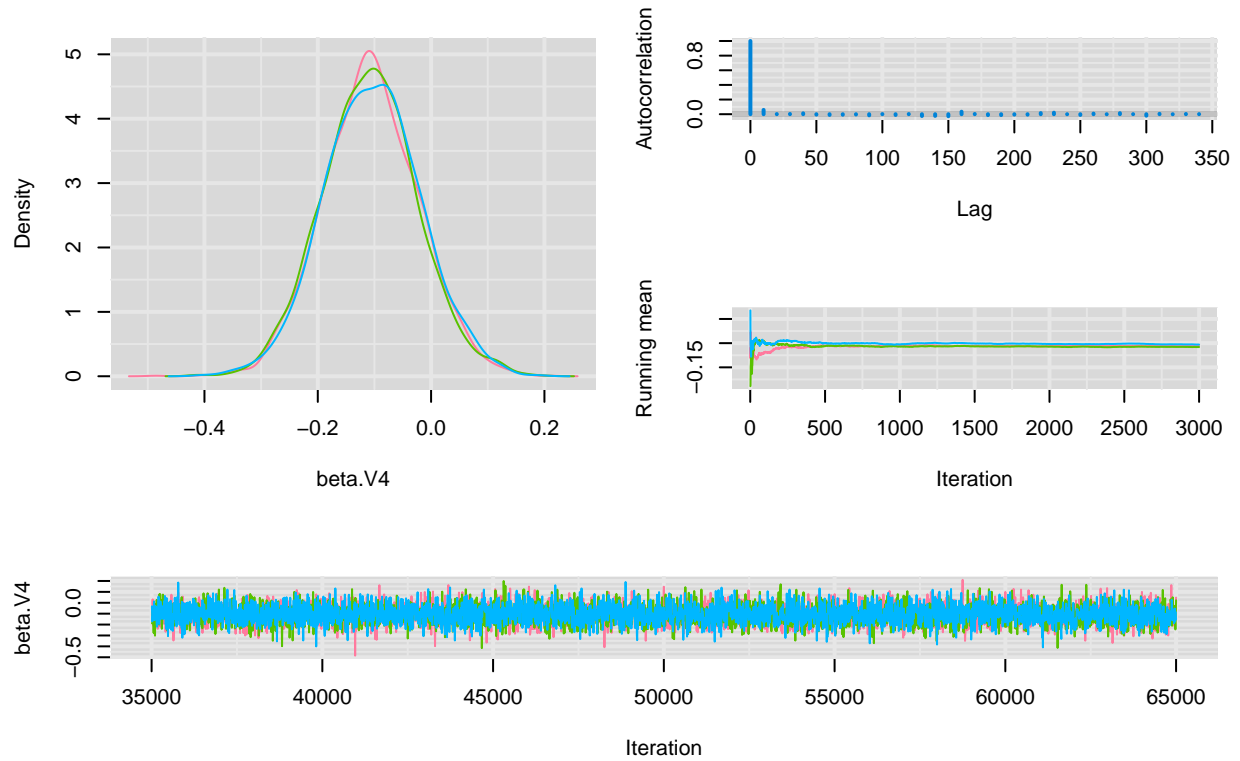 Density
5
4
3
2
1
0
−0.4 −0.2 0.0 0.2
beta.V4
Autocorrelation
0.8
0.0
0 50 100 150 200 250 300 350
Lag
Running mean
−0.15
0 500 1000 1500 2000 2500 3000
Iteration
beta.V4
0.0
−0.5
35000 40000 45000 50000 55000 60000 65000
Iteration